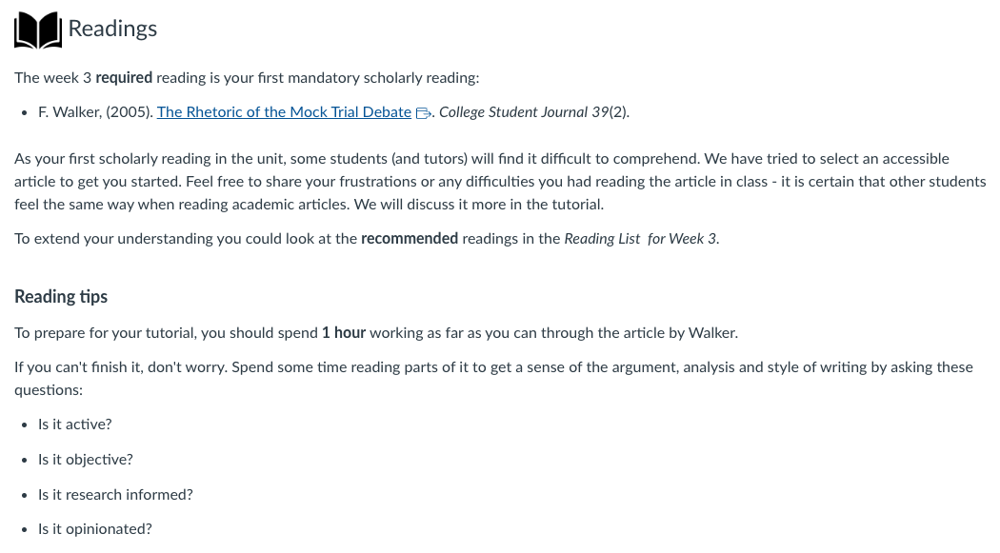 Readings
The week 3 required reading is your first mandatory scholarly reading:
• F. Walker, (2005). The Rhetoric of the Mock Trial Debate. College Student Journal 39(2).
As your first scholarly reading in the unit, some students (and tutors) will find it difficult to comprehend. We have tried to select an accessible
article to get you started. Feel free to share your frustrations or any difficulties you had reading the article in class - it is certain that other students
feel the same way when reading academic articles. We will discuss it more in the tutorial.
To extend your understanding you could look at the recommended readings in the Reading List  for Week 3.
Reading tips
To prepare for your tutorial, you should spend 1 hour working as far as you can through the article by Walker.
If you can't finish it, don't worry. Spend some time reading parts of it to get a sense of the argument, analysis and style of writing by asking these
questions:
• Is it active?
• Is it objective?
• Is it research informed?
• Is it opinionated?